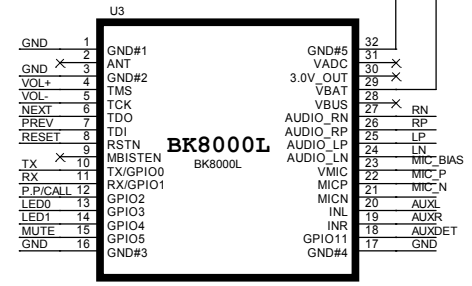 U3
GND 1 GND#1 GND#5 32
2 ANT VADC 31
GND 3 GND#2 3.0V_OUT 30
VOL+ 4 TMS VBAT 29
VOL- 5 TCK VBUS 28
NEXT 6 TDO AUDIO_RN 27 RN
PREV 7 TDI AUDIO_RP 26 RP
RESET 8 RSTN AUDIO_LP 25 LP
9 MBISTEN AUDIO_LN 24 LN
BK8000L
BK8000L
TX 10 TX/GPIO0 VMIC 23 MIC_BIAS
RX 11 RX/GPIO1 MICP 22 MIC_P
P.P/CALL 12 GPIO2 MICN 21 MIC_N
LED0 13 GPIO3 INL 20 AUXL
LED1 14 GPIO4 INR 19 AUXR
MUTE 15 GPIO5 GPIO11 18 AUXDET
GND 16 GND#3 GND#4 17 GND